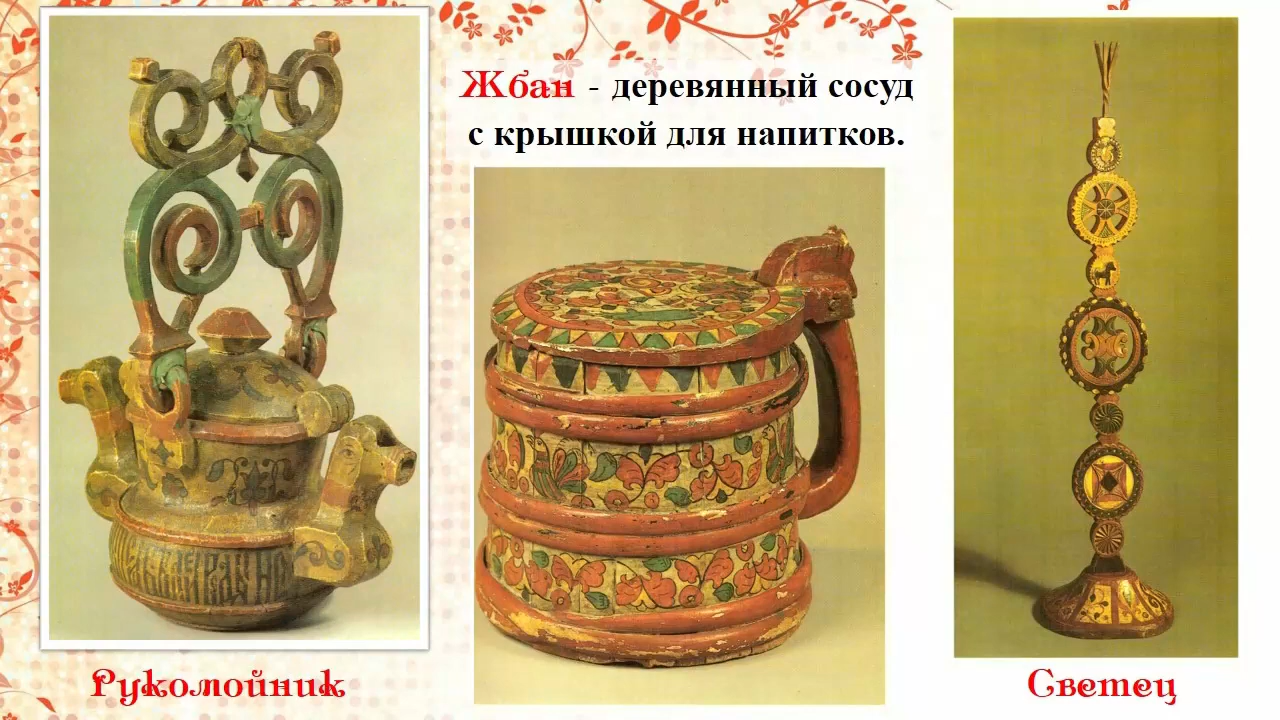 Жбан - деревянный сосуд
с крышкой для напитков.
Рукомойник
Светец